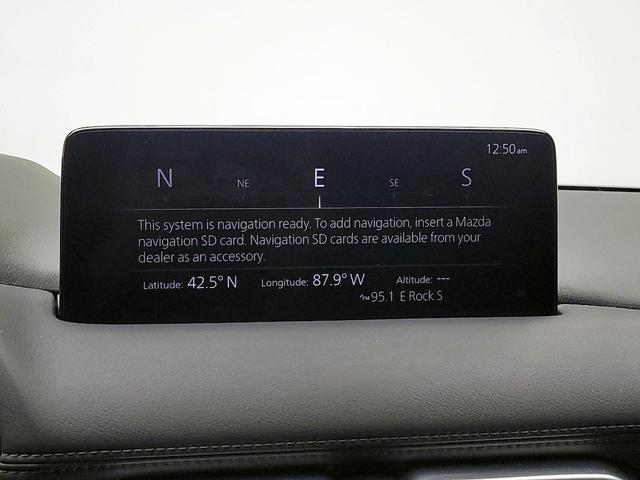 12:50am
N NE E SE S
This system is navigation ready. To add navigation, insert a Mazda
navigation SD card. Navigation SD cards are available from your
dealer as an accessory.
Latitude: 42.5° N Longitude: 87.9° W Altitude: ---
FM 95.1 E Rock S